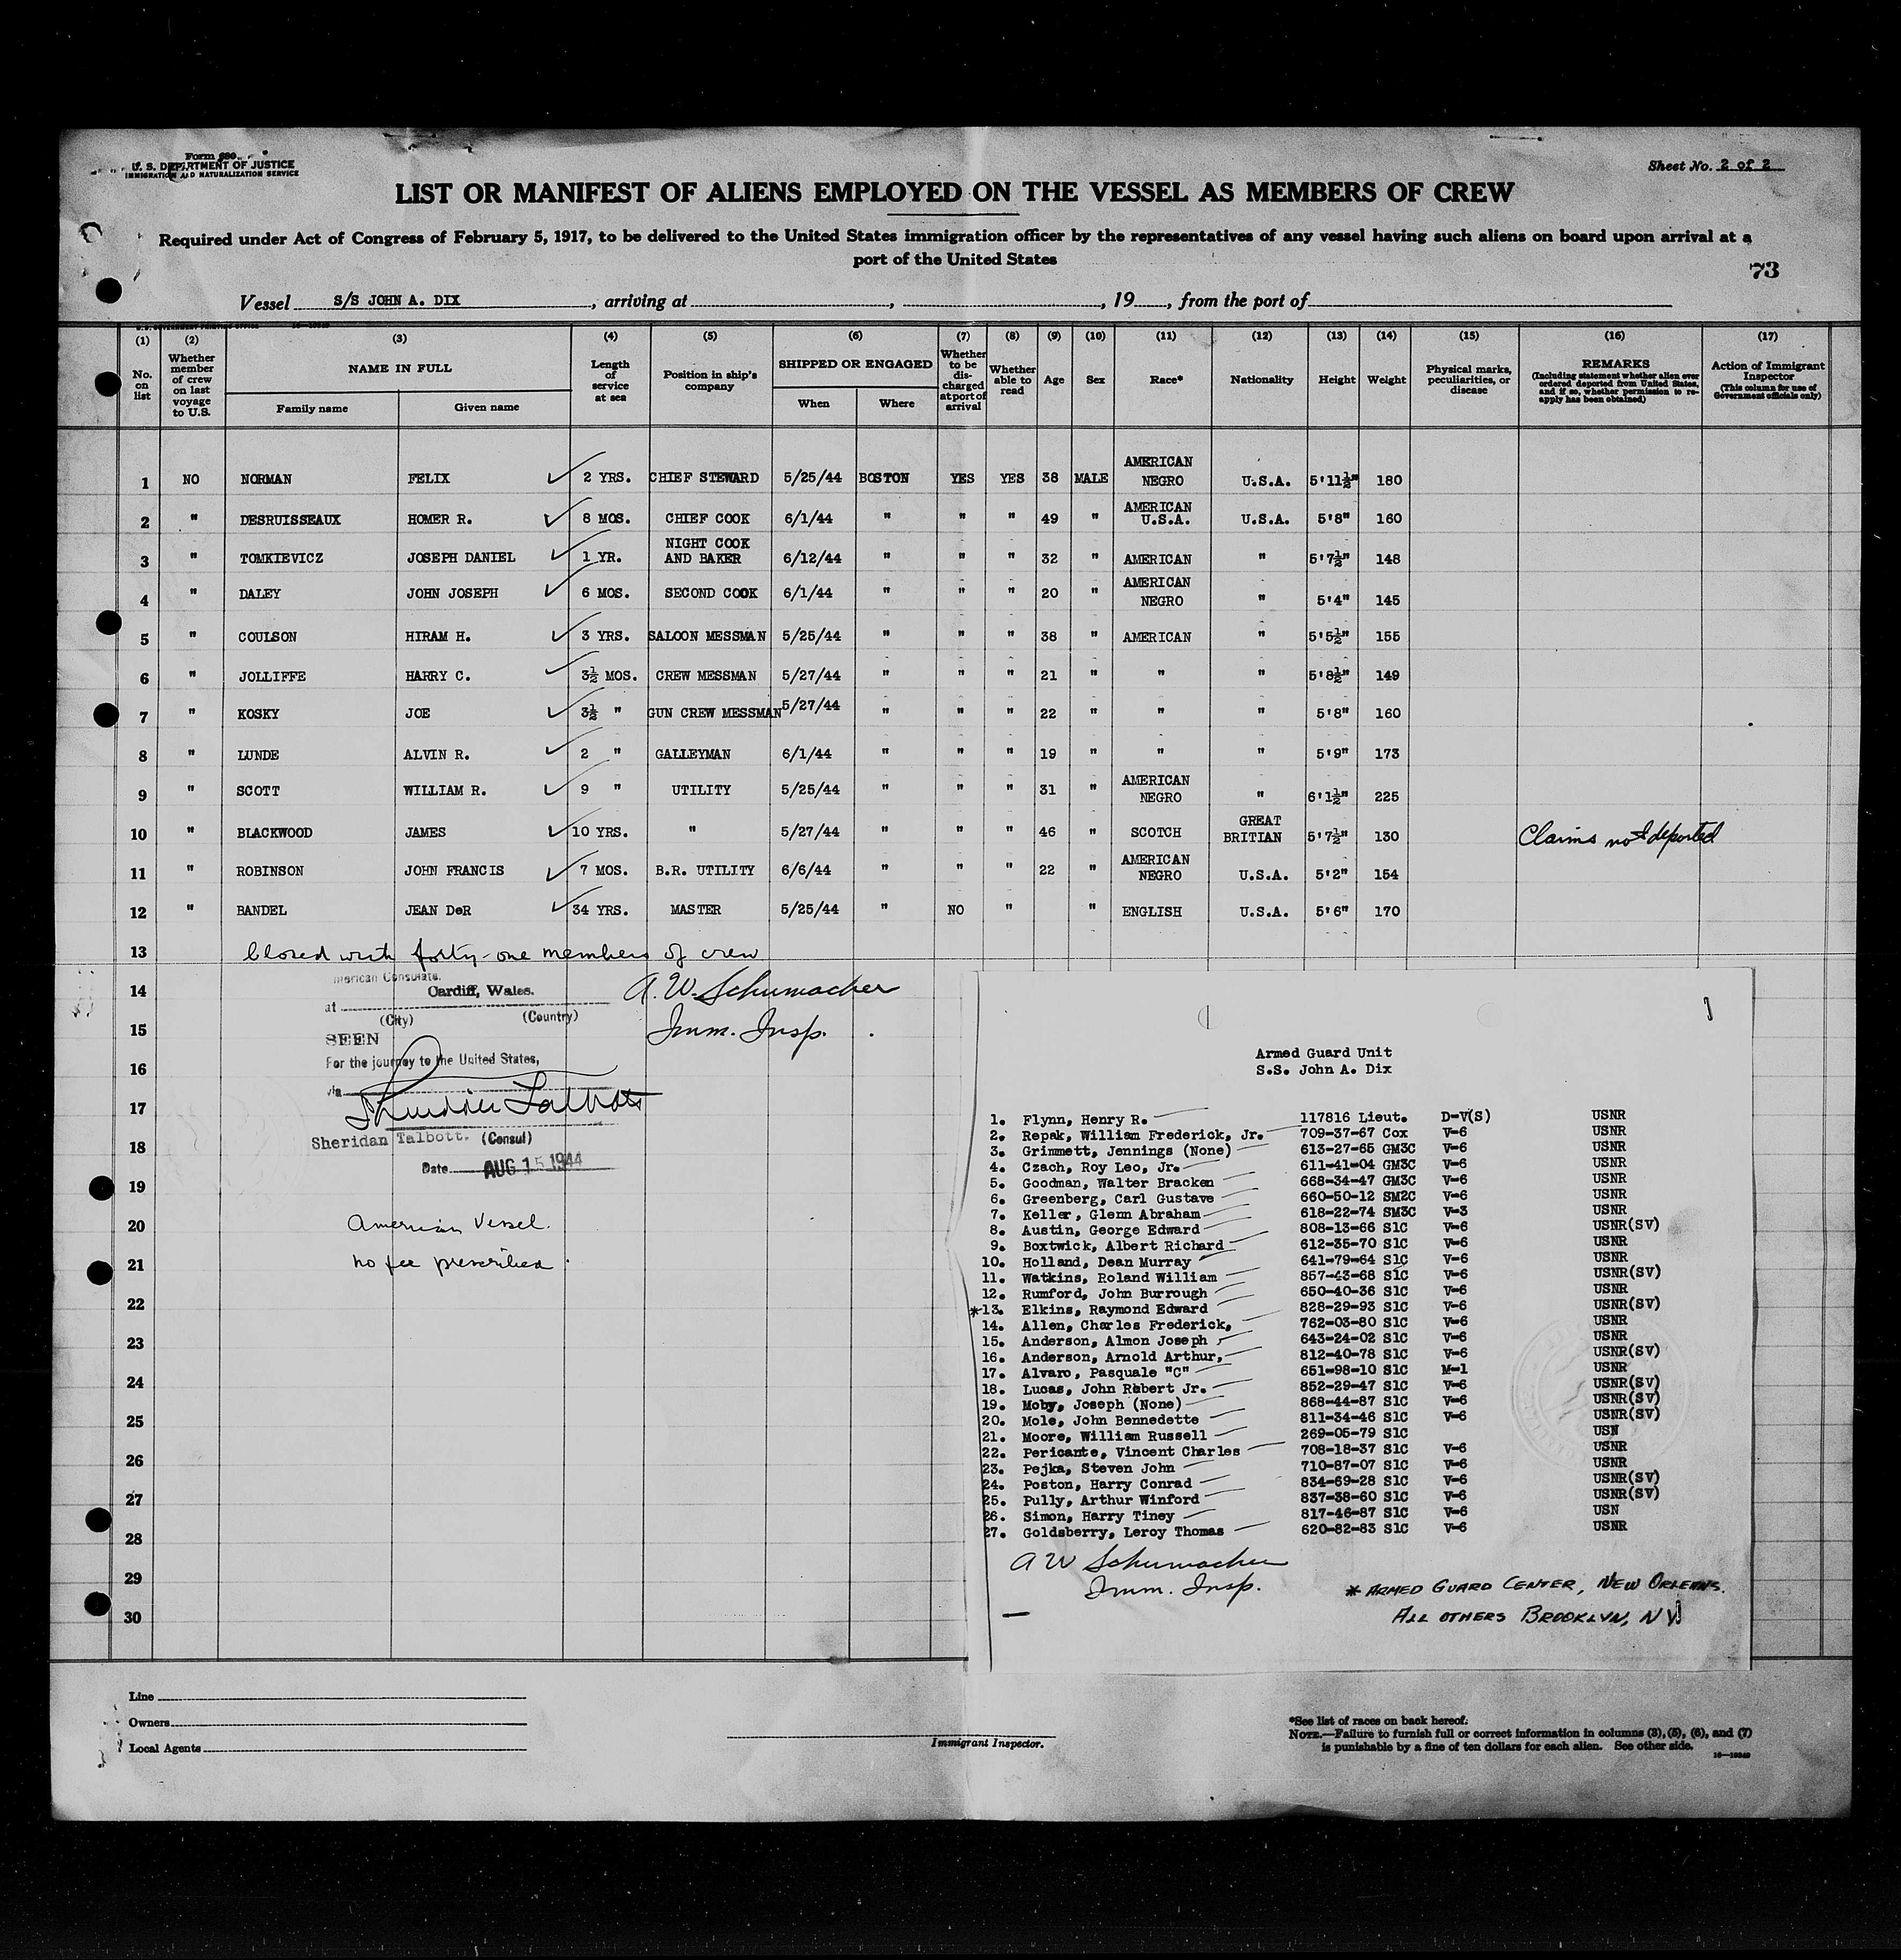 Form 680
U. S. DEPARTMENT OF JUSTICE
IMMIGRATION AND NATURALIZATION SERVICE
Sheet No. 2 of 2
LIST OR MANIFEST OF ALIENS EMPLOYED ON THE VESSEL AS MEMBERS OF CREW
Required under Act of Congress of February 5, 1917, to be delivered to the United States immigration officer by the representatives of any vessel having such aliens on board upon arrival at a
port of the United States
73
Vessel S/S JOHN A. DIX, arriving at , , 19 , from the port of
U. S. GOVERNMENT PRINTING OFFICE
(1) No. on list
(2) Whether member of crew on last voyage to U.S.
(3) NAME IN FULL Family name Given name
(4) Length of service at sea
(5) Position in ship's company
(6) SHIPPED OR ENGAGED When Where
(7) Whether to be discharged at port of arrival
(8) Whether able to read
(9) Age
(10) Sex
(11) Race*
(12) Nationality
(13) Height
(14) Weight
(15) Physical marks, peculiarities, or disease
(16) REMARKS (Including statement whether alien ever ordered deported from United States, and if so, whether permission to re-apply has been obtained)
(17) Action of Immigrant Inspector (This column for use of Government officials only)
1 NO NORMAN FELIX ✓ 2 YRS. CHIEF STEWARD 5/25/44 BOSTON YES YES 38 MALE AMERICAN NEGRO U.S.A. 5'11½" 180
2 " DESRUISSEAUX HOMER R. ✓ 8 MOS. CHIEF COOK 6/1/44 " " " 49 " AMERICAN U.S.A. U.S.A. 5'8" 160
3 " TOMKIEVICZ JOSEPH DANIEL ✓ 1 YR. NIGHT COOK AND BAKER 6/12/44 " " " 32 " AMERICAN " 5'7½" 148
4 " DALEY JOHN JOSEPH ✓ 6 MOS. SECOND COOK 6/1/44 " " " 20 " AMERICAN NEGRO " 5'4" 145
5 " COULSON HIRAM H. ✓ 3 YRS. SALOON MESSMAN 5/25/44 " " " 38 " AMERICAN " 5'5½" 155
6 " JOLLIFFE HARRY C. ✓ 3½ MOS. CREW MESSMAN 5/27/44 " " " 21 " " " 5'8½" 149
7 " KOSKY JOE ✓ 3½ " GUN CREW MESSMAN 5/27/44 " " " 22 " " " 5'8" 160
8 " LUNDE ALVIN R. ✓ 2 " GALLEYMAN 6/1/44 " " " 19 " " " 5'9" 173
9 " SCOTT WILLIAM R. ✓ 9 " UTILITY 5/25/44 " " " 31 " AMERICAN NEGRO " 6'1½" 225
10 " BLACKWOOD JAMES ✓ 10 YRS. " 5/27/44 " " " 46 " SCOTCH GREAT BRITIAN 5'7½" 130 Claims not deported
11 " ROBINSON JOHN FRANCIS ✓ 7 MOS. B.R. UTILITY 6/6/44 " " " 22 " AMERICAN NEGRO U.S.A. 5'2" 154
12 " BANDEL JEAN DeR ✓ 34 YRS. MASTER 5/25/44 " NO " " ENGLISH U.S.A. 5'6" 170
13 Closed with forty-one members of crew
14 A. W. Schumacher
15 Imm. Insp.
16
17
18
19
20
21
22
23
24
25
26
27
28
29
30
merican Consulate.
at Cardiff, Wales.
(City) (Country)
SEEN
For the journey to the United States,
via
Sheridan Talbott
Sheridan Talbott. (Consul)
Date AUG 15 1944
American Vessel.
No fee prescribed.
Armed Guard Unit
S.S. John A. Dix
1. Flynn, Henry R. 117816 Lieut. D-V(S) USNR
2. Repak, William Frederick, Jr. 709-37-67 Cox V-6 USNR
3. Grimmett, Jennings (None) 613-27-65 GM3C V-6 USNR
4. Czach, Roy Leo, Jr. 611-41-04 GM3C V-6 USNR
5. Goodman, Walter Bracken 668-34-47 GM3C V-6 USNR
6. Greenberg, Carl Gustave 660-50-12 SM2C V-6 USNR
7. Keller, Glenn Abraham 618-22-74 SM3C V-3 USNR
8. Austin, George Edward 808-13-66 S1C V-6 USNR(SV)
9. Boxtwick, Albert Richard 612-35-70 S1C V-6 USNR
10. Holland, Dean Murray 641-79-64 S1C V-6 USNR
11. Watkins, Roland William 857-43-68 S1C V-6 USNR(SV)
12. Rumford, John Burrough 650-40-36 S1C V-6 USNR
*13. Elkins, Raymond Edward 828-29-93 S1C V-6 USNR(SV)
14. Allen, Charles Frederick, 762-03-80 S1C V-6 USNR
15. Anderson, Almon Joseph 643-24-02 S1C V-6 USNR
16. Anderson, Arnold Arthur, 812-40-78 S1C V-6 USNR(SV)
17. Alvaro, Pasquale "C" 651-98-10 S1C M-1 USNR
18. Lucas, John Robert Jr. 852-29-47 S1C V-6 USNR(SV)
19. Moby, Joseph (None) 868-44-87 S1C V-6 USNR(SV)
20. Mole, John Bennedette 811-34-46 S1C V-6 USNR(SV)
21. Moore, William Russell 269-05-79 S1C USN
22. Pericante, Vincent Charles 708-18-37 S1C V-6 USNR
23. Pejka, Steven John 710-87-07 S1C V-6 USNR
24. Poston, Harry Conrad 834-69-28 S1C V-6 USNR(SV)
25. Pully, Arthur Winford 837-38-60 S1C V-6 USNR(SV)
26. Simon, Harry Tiney 817-46-87 S1C V-6 USN
27. Goldsberry, Leroy Thomas 620-82-83 S1C V-6 USNR
A W Schumacher
Imm. Insp.
* ARMED GUARD CENTER, NEW ORLEANS.
ALL OTHERS BROOKLYN, NY
Line
Owners
Local Agents
Immigrant Inspector.
*See list of races on back hereof.
NOTE.—Failure to furnish full or correct information in columns (3), (5), (6), and (7)
is punishable by a fine of ten dollars for each alien. See other side.